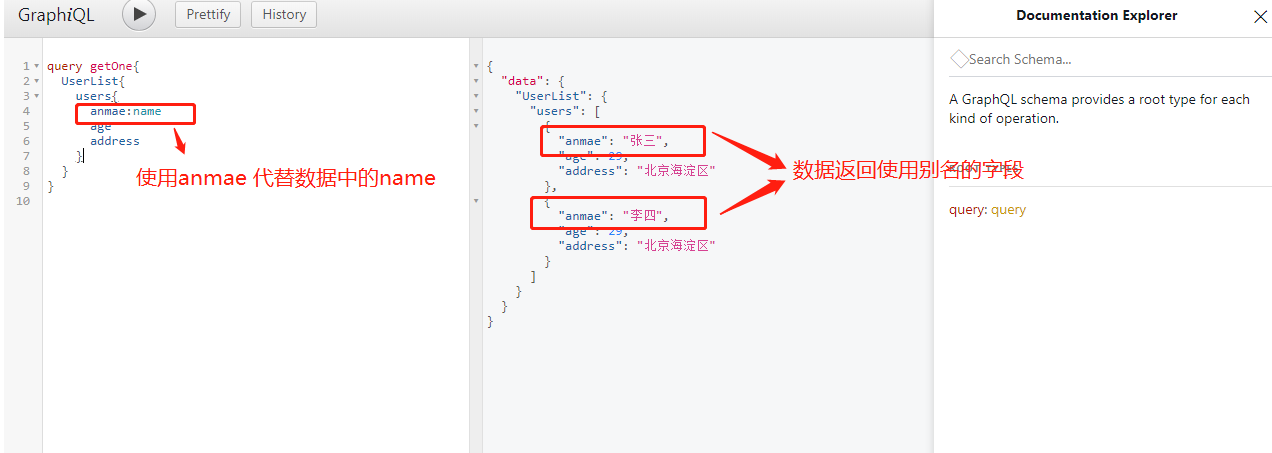 GraphiQL
Prettify
History
1 query getOne{
2 UserList{
3 users{
4 anmae:name
5 age
6 address
7 }
8 }
9 }
10
使用anmae 代替数据中的name
{
"data": {
"UserList": {
"users": [
{
"anmae": "张三",
"age": 29,
"address": "北京海淀区"
},
{
"anmae": "李四",
"age": 29,
"address": "北京海淀区"
}
]
}
}
}
数据返回使用别名的字段
Documentation Explorer
Search Schema...
A GraphQL schema provides a root type for each
kind of operation.
query: query